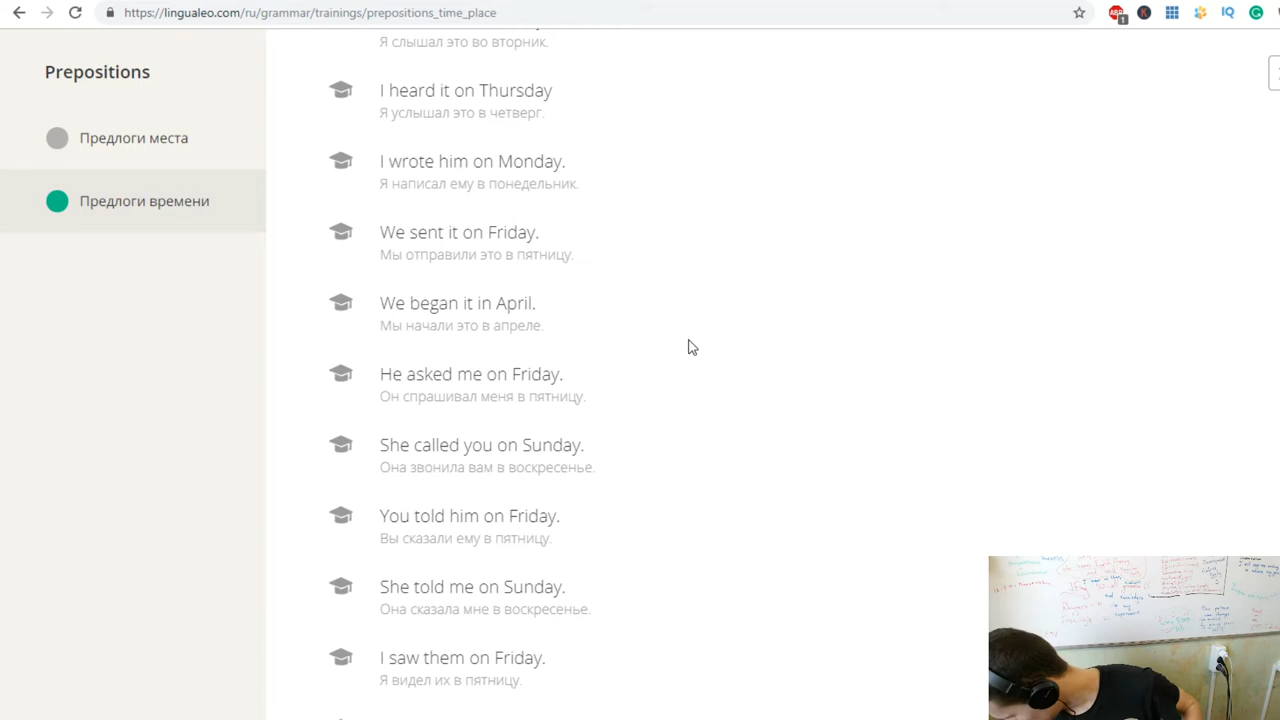 https://lingualeo.com/ru/grammar/trainings/prepositions_time_place
Prepositions
Предлоги места
Предлоги времени
Я слышал это во вторник.
I heard it on Thursday
Я услышал это в четверг.
I wrote him on Monday.
Я написал ему в понедельник.
We sent it on Friday.
Мы отправили это в пятницу.
We began it in April.
Мы начали это в апреле.
He asked me on Friday.
Он спрашивал меня в пятницу.
She called you on Sunday.
Она звонила вам в воскресенье.
You told him on Friday.
Вы сказали ему в пятницу.
She told me on Sunday.
Она сказала мне в воскресенье.
I saw them on Friday.
Я видел их в пятницу.
ABP
1
K
IQ
G